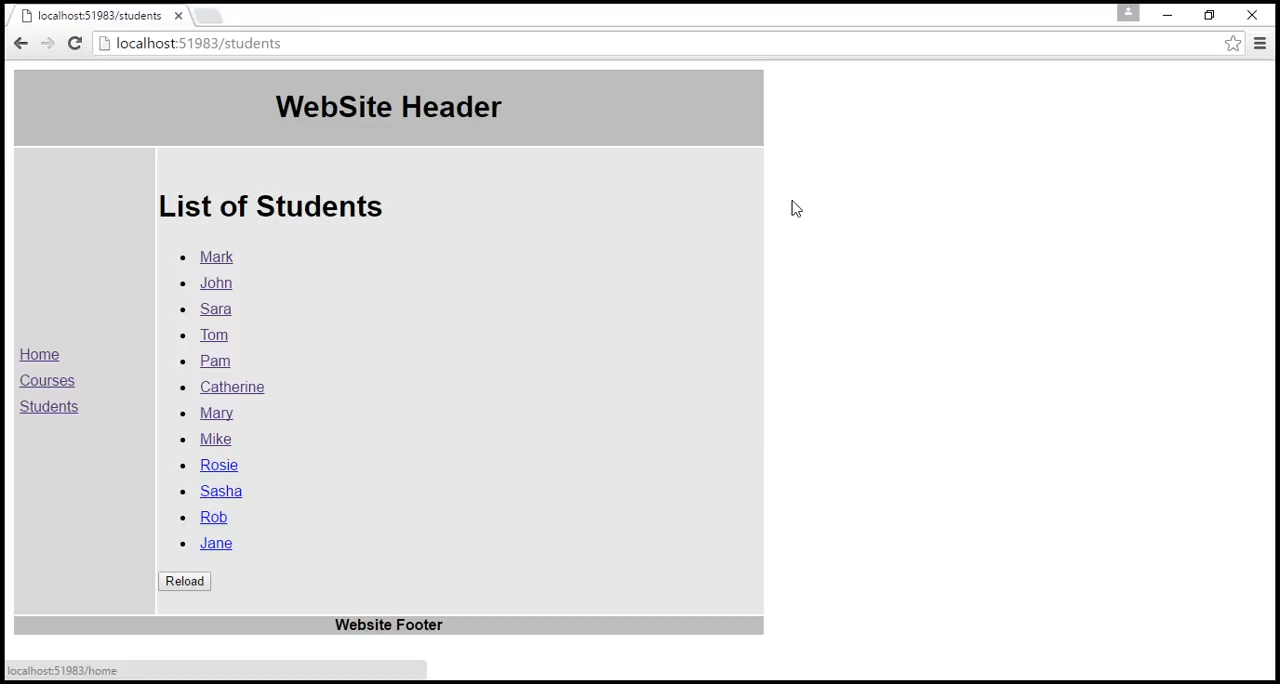 localhost:51983/students
localhost:51983/students
WebSite Header
List of Students
Mark
John
Sara
Tom
Pam
Catherine
Mary
Mike
Rosie
Sasha
Rob
Jane
Reload
Home
Courses
Students
Website Footer
localhost:51983/home